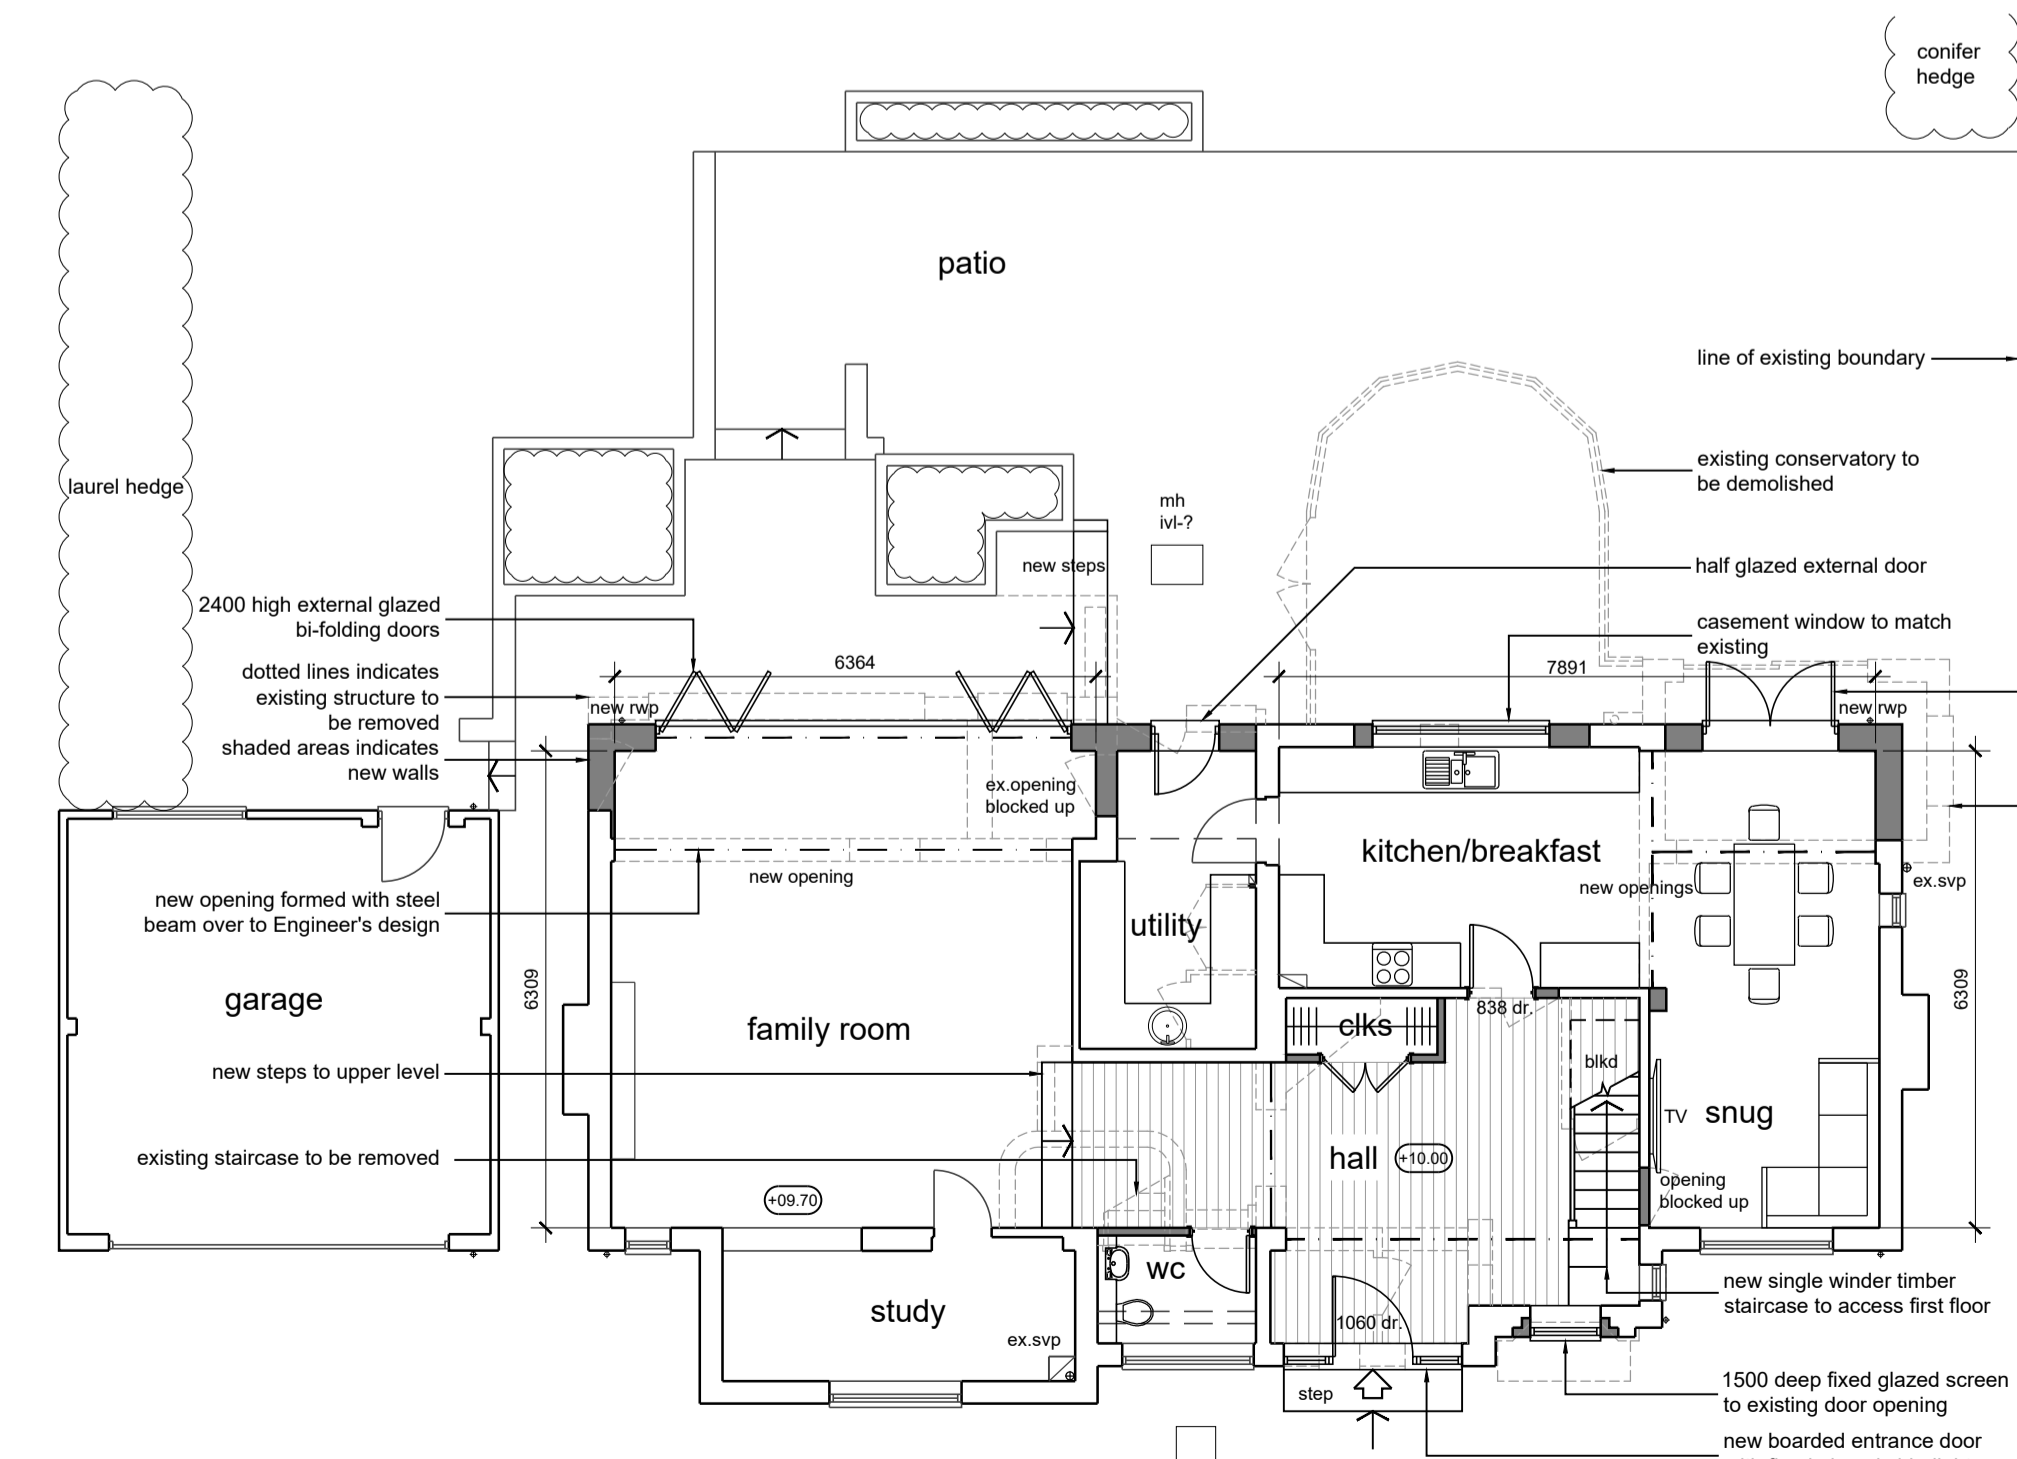 conifer
hedge
patio
line of existing boundary
laurel hedge
existing conservatory to
be demolished
mh
ivl-?
new steps
half glazed external door
2400 high external glazed
bi-folding doors
casement window to match
existing
6364
7891
dotted lines indicates
existing structure to
be removed
new rwp
new rwp
shaded areas indicates
new walls
ex.opening
blocked up
kitchen/breakfast
new opening
new openings
ex.svp
new opening formed with steel
beam over to Engineer's design
utility
garage
6309
6309
family room
838 dr.
clks
new steps to upper level
blkd
TV
snug
existing staircase to be removed
hall
+10.00
+09.70
opening
blocked up
wc
study
new single winder timber
staircase to access first floor
1060 dr.
ex.svp
step
1500 deep fixed glazed screen
to existing door opening
new boarded entrance door